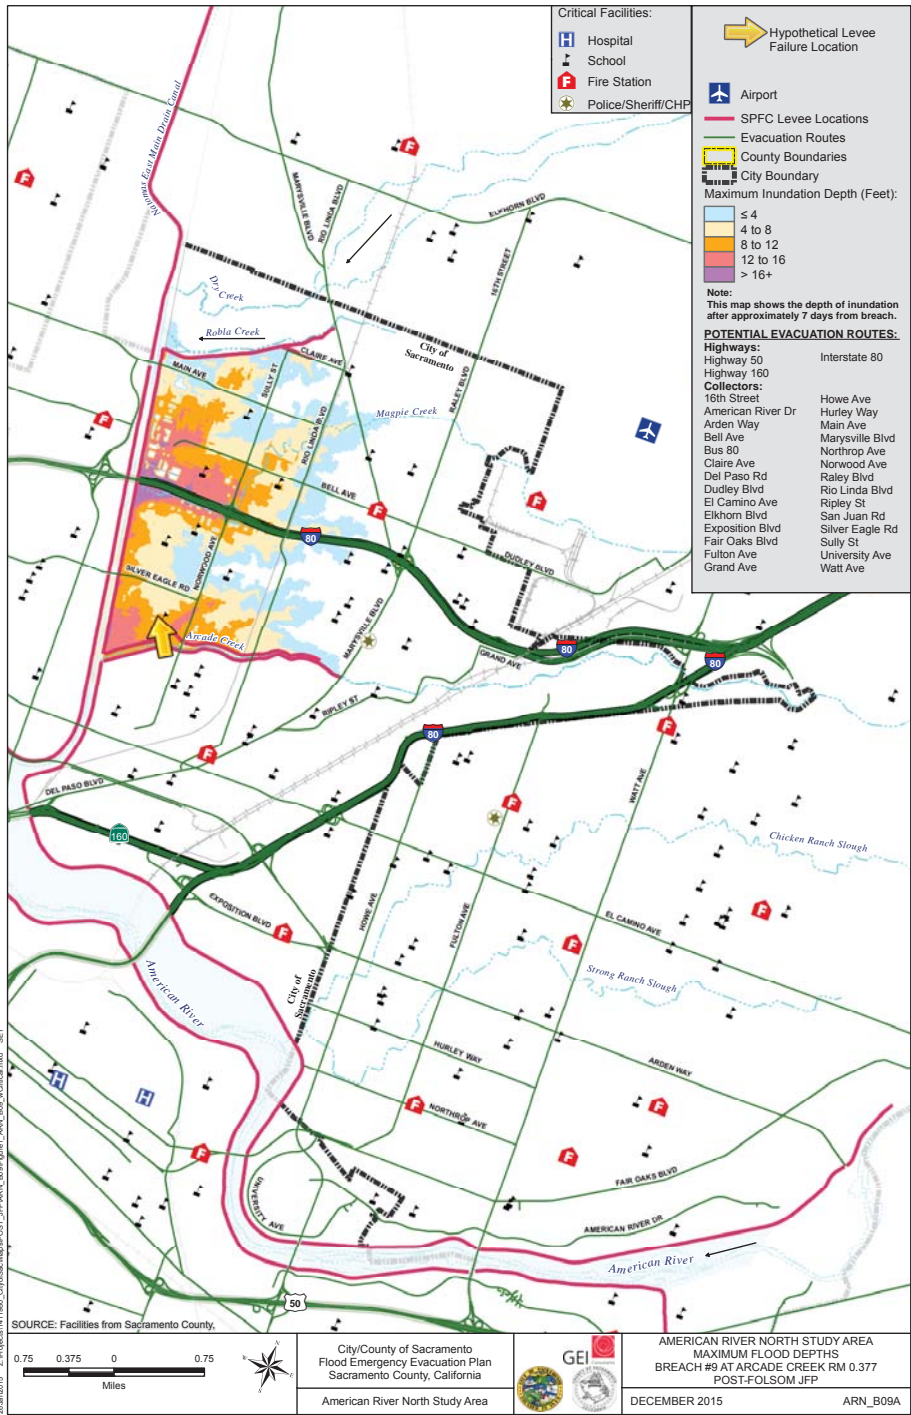 Critical Facilities:
Hospital
School
Fire Station
Police/Sheriff/CHP
Hypothetical Levee
Failure Location
Airport
SPFC Levee Locations
Evacuation Routes
County Boundaries
City Boundary
Maximum Inundation Depth (Feet):
≤ 4
4 to 8
8 to 12
12 to 16
> 16+
Note:
This map shows the depth of inundation
after approximately 7 days from breach.
POTENTIAL EVACUATION ROUTES:
Highways:
Highway 50
Highway 160
Interstate 80
Collectors:
16th Street
American River Dr
Arden Way
Bell Ave
Bus 80
Claire Ave
Del Paso Rd
Dudley Blvd
El Camino Ave
Elkhorn Blvd
Exposition Blvd
Fair Oaks Blvd
Fulton Ave
Grand Ave
Howe Ave
Hurley Way
Main Ave
Marysville Blvd
Northrop Ave
Norwood Ave
Raley Blvd
Rio Linda Blvd
Ripley St
San Juan Rd
Silver Eagle Rd
Sully St
University Ave
Watt Ave
Natomas East Main Drain Canal
MARYSVILLE BLVD
RIO LINDA BLVD
ELKHORN BLVD
16TH STREET
Dry
Creek
Robla Creek
CLAIRE AVE
City of
Sacramento
MAIN AVE
SULLY ST
RALEY BLVD
RIO LINDA BLVD
Magpie Creek
BELL AVE
80
DUDLEY BLVD
NORWOOD AVE
SILVER EAGLE RD
Arcade Creek
MARYSVILLE BLVD
GRAND AVE
80
80
RIPLEY ST
80
DEL PASO BLVD
WATT AVE
160
Chicken Ranch Slough
EXPOSITION BLVD
HOWE AVE
FULTON AVE
EL CAMINO AVE
American River
City of
Sacramento
Strong Ranch Slough
HURLEY WAY
ARDEN WAY
NORTHROP AVE
FAIR OAKS BLVD
UNIVERSITY AVE
AMERICAN RIVER DR
American River
50
SOURCE: Facilities from Sacramento County,
0.75 0.375 0 0.75
Miles
N
E
S
W
City/County of Sacramento
Flood Emergency Evacuation Plan
Sacramento County, California
American River North Study Area
GEI
Consultants
AMERICAN RIVER NORTH STUDY AREA
MAXIMUM FLOOD DEPTHS
BREACH #9 AT ARCADE CREEK RM 0.377
POST-FOLSOM JFP
DECEMBER 2015 ARN_B09A